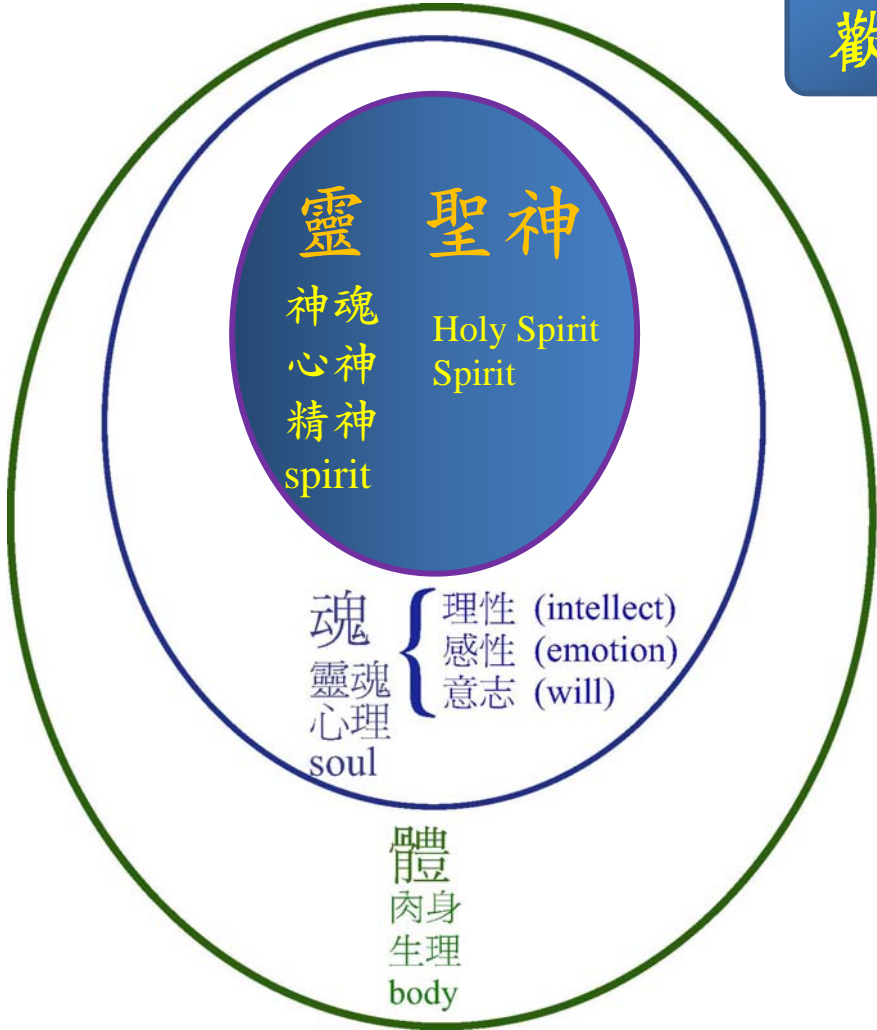 歡
靈 聖神
神魂
心神
精神
spirit
Holy Spirit
Spirit
魂
靈魂
心理
soul
理性 (intellect)
感性 (emotion)
意志 (will)
體
肉身
生理
body